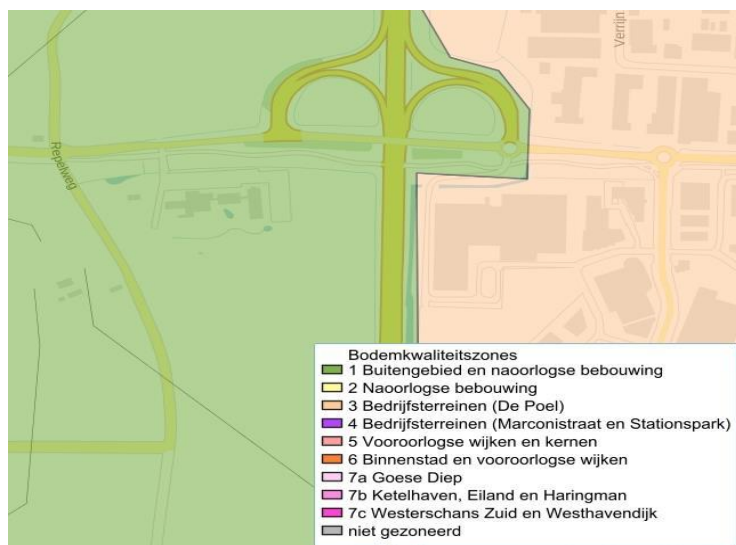 Verrijn
Repelweg
Bodemkwaliteitszones
1 Buitengebied en naoorlogse bebouwing
2 Naoorlogse bebouwing
3 Bedrijfsterreinen (De Poel)
4 Bedrijfsterreinen (Marconistraat en Stationspark)
5 Vooroorlogse wijken en kernen
6 Binnenstad en vooroorlogse wijken
7a Goese Diep
7b Ketelhaven, Eiland en Haringman
7c Westerschans Zuid en Westhavendijk
niet gezoneerd